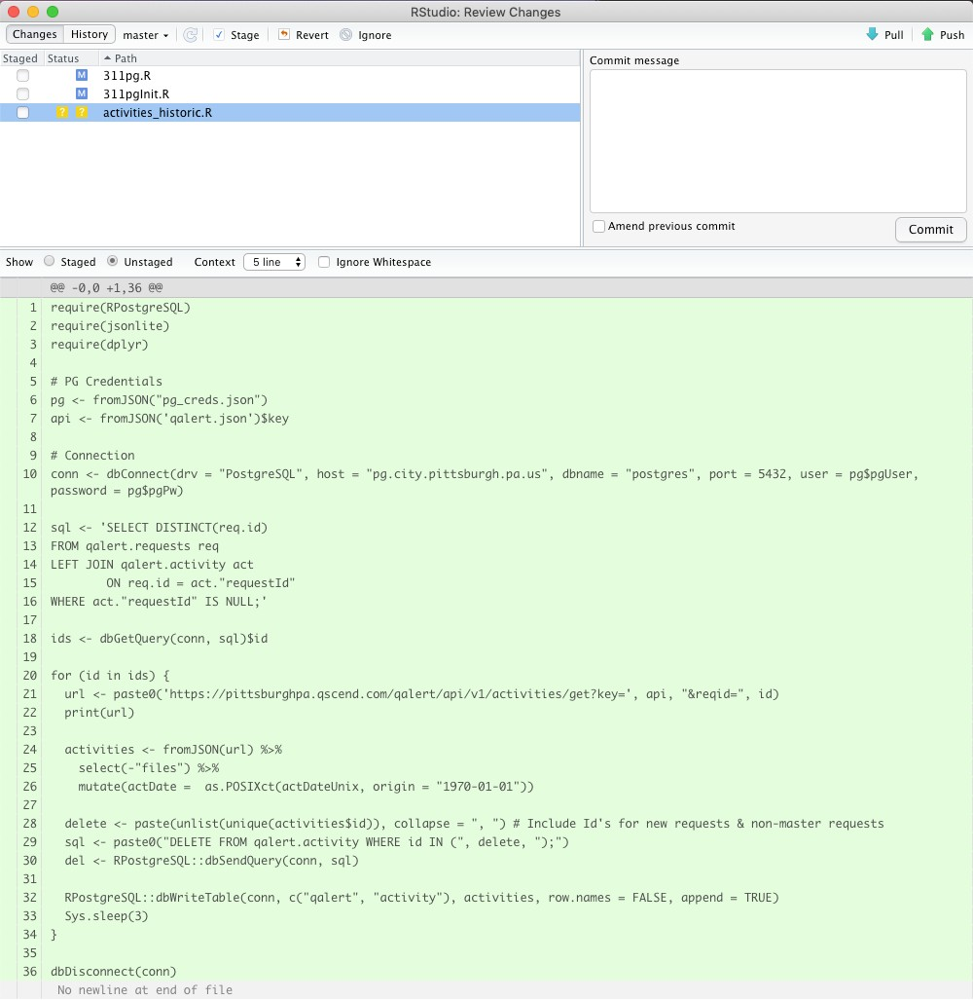 RStudio: Review Changes
Changes History master Stage Revert Ignore Pull Push
Staged Status Path
M 311pg.R
M 311pgInit.R
? ? activities_historic.R
Commit message
Amend previous commit Commit
Show Staged Unstaged Context 5 line Ignore Whitespace
@@ -0,0 +1,36 @@
1 require(RPostgreSQL)
2 require(jsonlite)
3 require(dplyr)
4
5 # PG Credentials
6 pg <- fromJSON("pg_creds.json")
7 api <- fromJSON('qalert.json')$key
8
9 # Connection
10 conn <- dbConnect(drv = "PostgreSQL", host = "pg.city.pittsburgh.pa.us", dbname = "postgres", port = 5432, user = pg$pgUser,
password = pg$pgPw)
11
12 sql <- 'SELECT DISTINCT(req.id)
13 FROM qalert.requests req
14 LEFT JOIN qalert.activity act
15         ON req.id = act."requestId"
16 WHERE act."requestId" IS NULL;'
17
18 ids <- dbGetQuery(conn, sql)$id
19
20 for (id in ids) {
21   url <- paste0('https://pittsburghpa.qscend.com/qalert/api/v1/activities/get?key=', api, "&reqid=", id)
22   print(url)
23
24   activities <- fromJSON(url) %>%
25     select(-"files") %>%
26     mutate(actDate =  as.POSIXct(actDateUnix, origin = "1970-01-01"))
27
28   delete <- paste(unlist(unique(activities$id)), collapse = ", ") # Include Id's for new requests & non-master requests
29   sql <- paste0("DELETE FROM qalert.activity WHERE id IN (", delete, ");")
30   del <- RPostgreSQL::dbSendQuery(conn, sql)
31
32   RPostgreSQL::dbWriteTable(conn, c("qalert", "activity"), activities, row.names = FALSE, append = TRUE)
33   Sys.sleep(3)
34 }
35
36 dbDisconnect(conn)
No newline at end of file